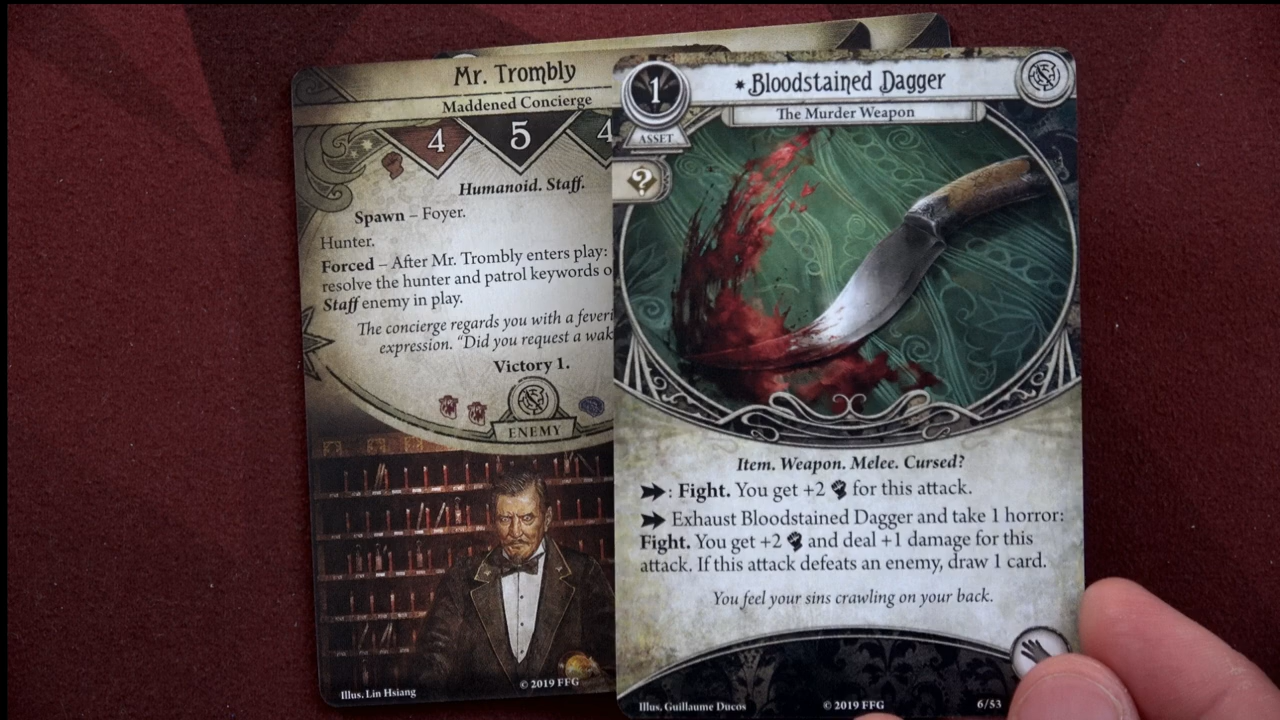 Mr. Trombly
Maddened Concierge
4 5 4
Humanoid. Staff.
Spawn – Foyer.
Hunter.
Forced – After Mr. Trombly enters play:
resolve the hunter and patrol keywords
Staff enemy in play.
The concierge regards you with a
expression. "Did you request a
Victory 1.
ENEMY
Illus. Lin Hsiang
© 2019 FFG
1
ASSET
*Bloodstained Dagger
The Murder Weapon
?
Item. Weapon. Melee. Cursed?
: Fight. You get +2 for this attack.
Exhaust Bloodstained Dagger and take 1 horror:
Fight. You get +2 and deal +1 damage for this
attack. If this attack defeats an enemy, draw 1 card.
You feel your sins crawling on your back.
Illus. Guillaume Ducos
© 2019 FFG
6/53